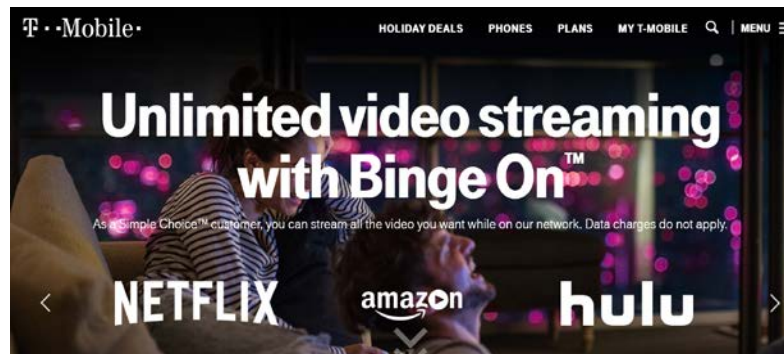 T··Mobile·
HOLIDAY DEALS PHONES PLANS MY T-MOBILE | MENU
Unlimited video streaming
with Binge On™
As a Simple Choice™ customer, you can stream all the video you want while on our network. Data charges do not apply.
NETFLIX amazon hulu